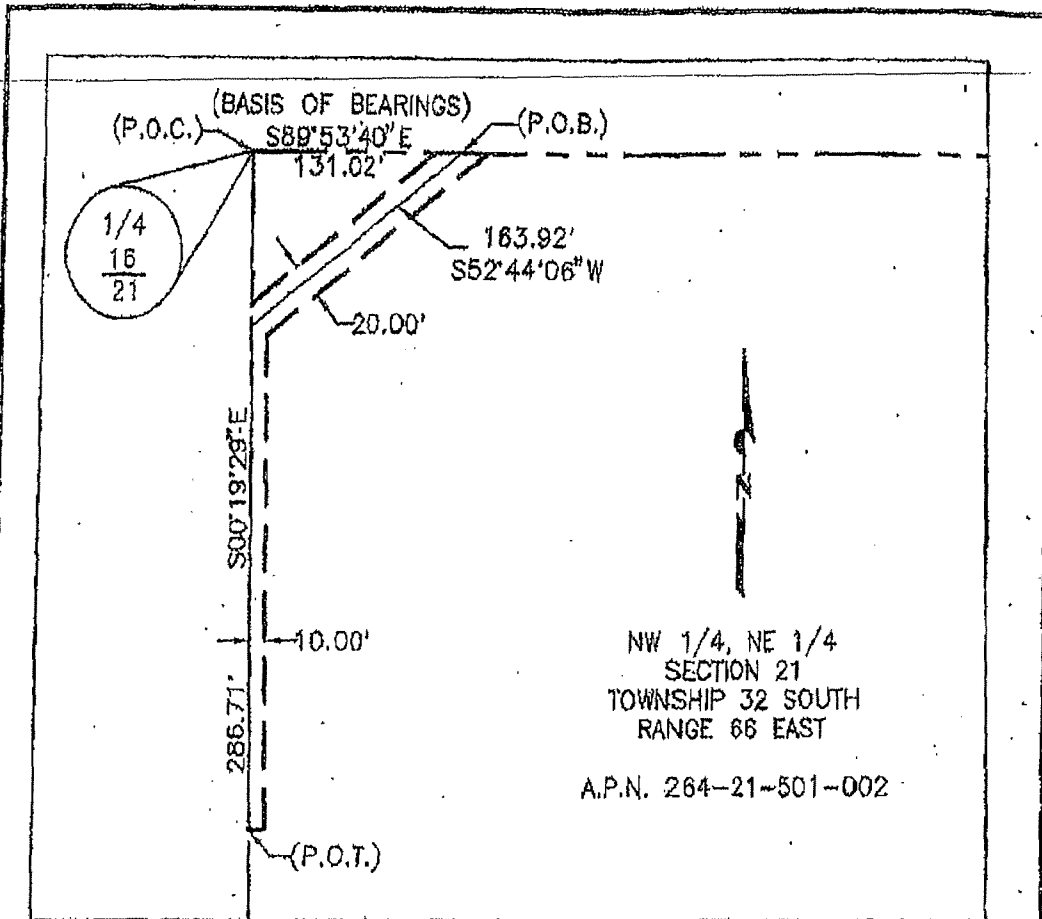 (BASIS OF BEARINGS)
(P.O.C.)
S89°53'40"E
(P.O.B.)
131.02'
1/4
16
21
163.92'
S52°44'06"W
20.00'
S00°19'29"E
10.00'
286.71'
(P.O.T.)
N
NW 1/4, NE 1/4
SECTION 21
TOWNSHIP 32 SOUTH
RANGE 66 EAST
A.P.N. 264-21-501-002